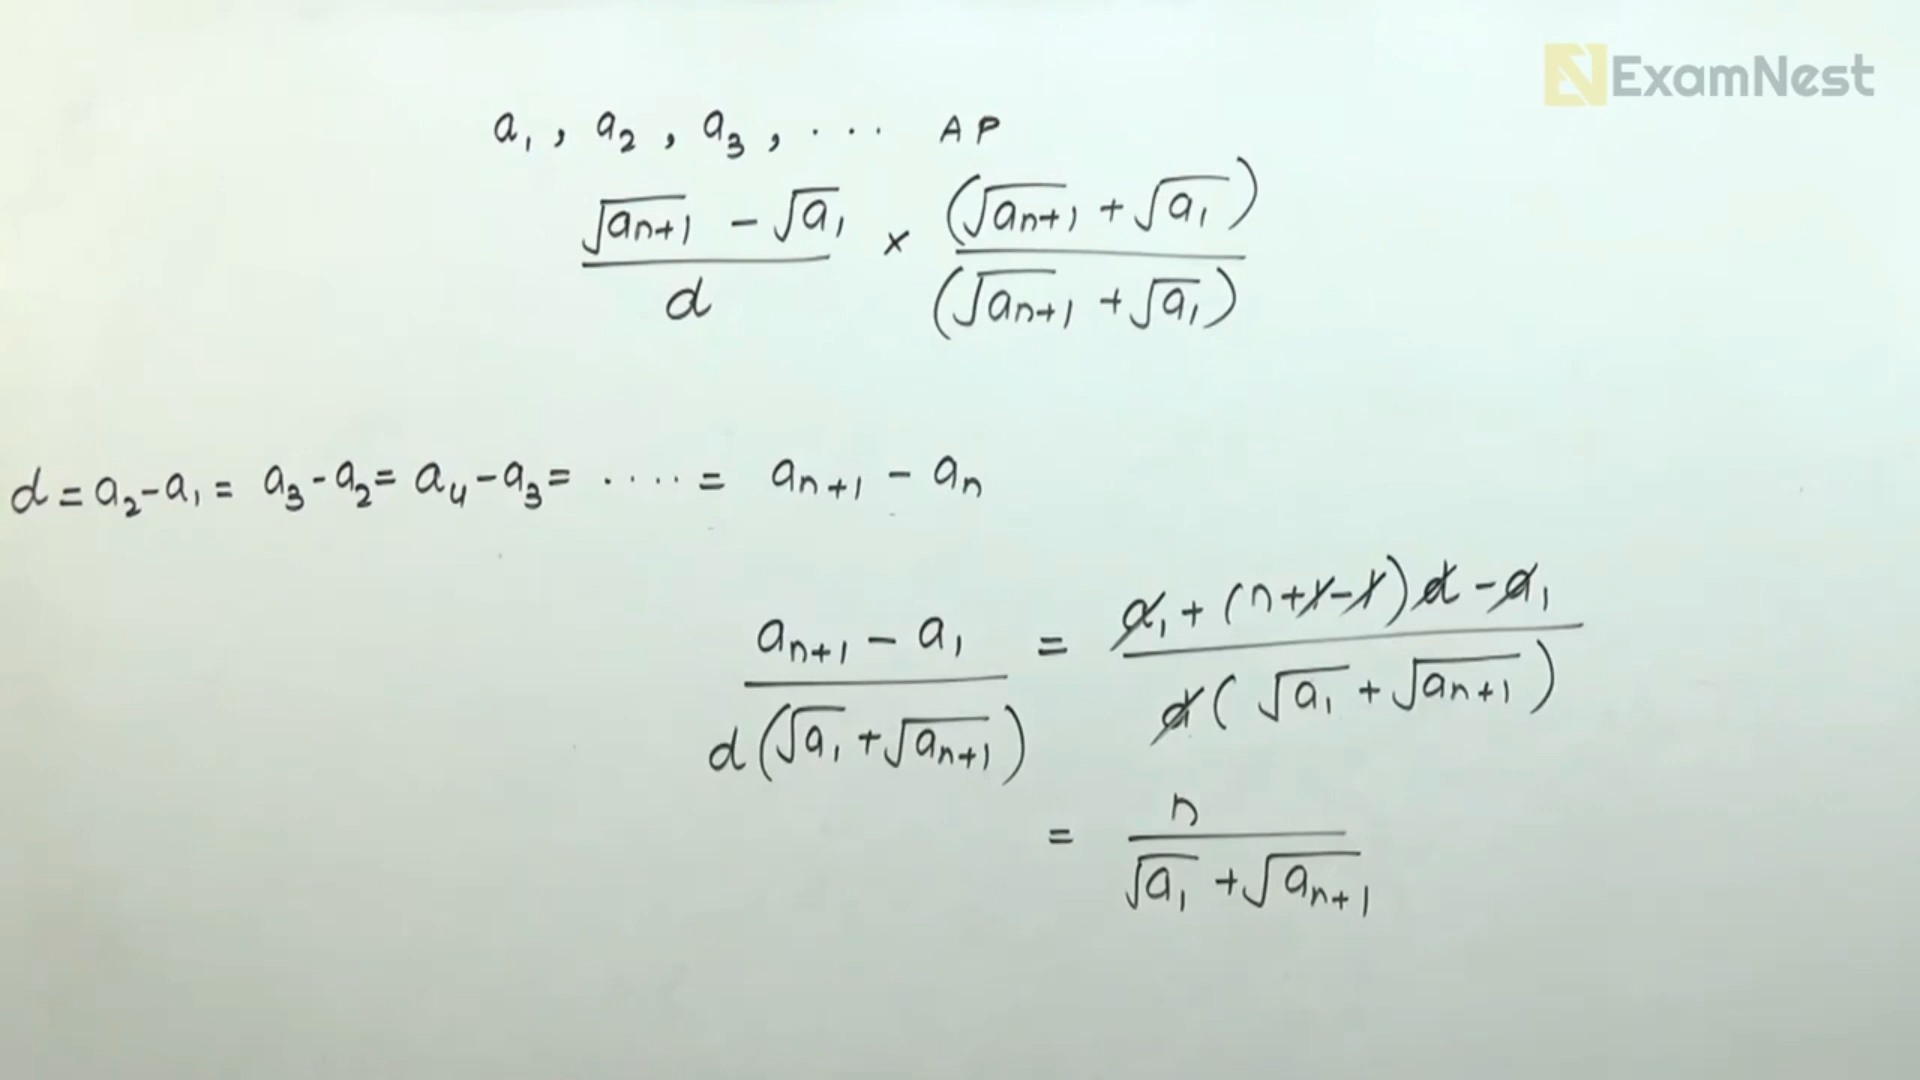 ExamNest
a₁, a₂, a₃, ... AP
(√aₙ₊₁ - √a₁)/d × (√aₙ₊₁ + √a₁)/(√aₙ₊₁ + √a₁)
d = a₂-a₁ = a₃-a₂ = a₄-a₃ = ..... = aₙ₊₁ - aₙ
(aₙ₊₁ - a₁)/(d(√a₁ + √aₙ₊₁)) = (a₁ + (n+1-1)d - a₁)/(d(√a₁ + √aₙ₊₁))
= n/(√a₁ + √aₙ₊₁)